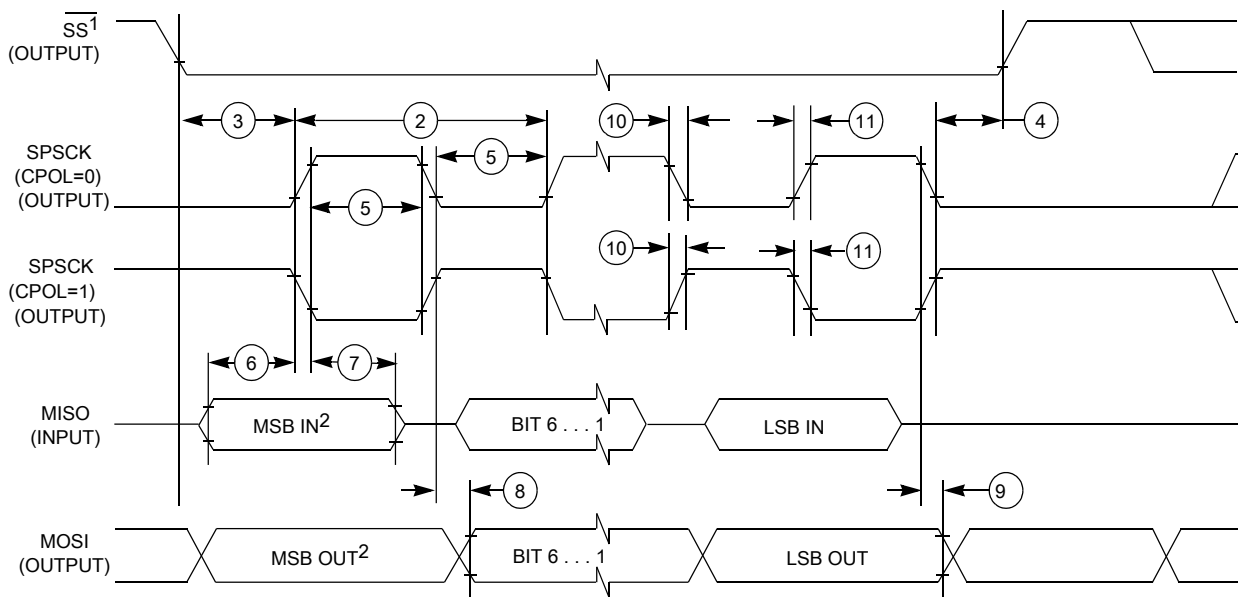 SS¹
(OUTPUT)
3
2
10
11
4
SPSCK
(CPOL=0)
(OUTPUT)
5
5
10
11
SPSCK
(CPOL=1)
(OUTPUT)
6
7
MISO
(INPUT)
MSB IN²
BIT 6 . . . 1
LSB IN
8
9
MOSI
(OUTPUT)
MSB OUT²
BIT 6 . . . 1
LSB OUT